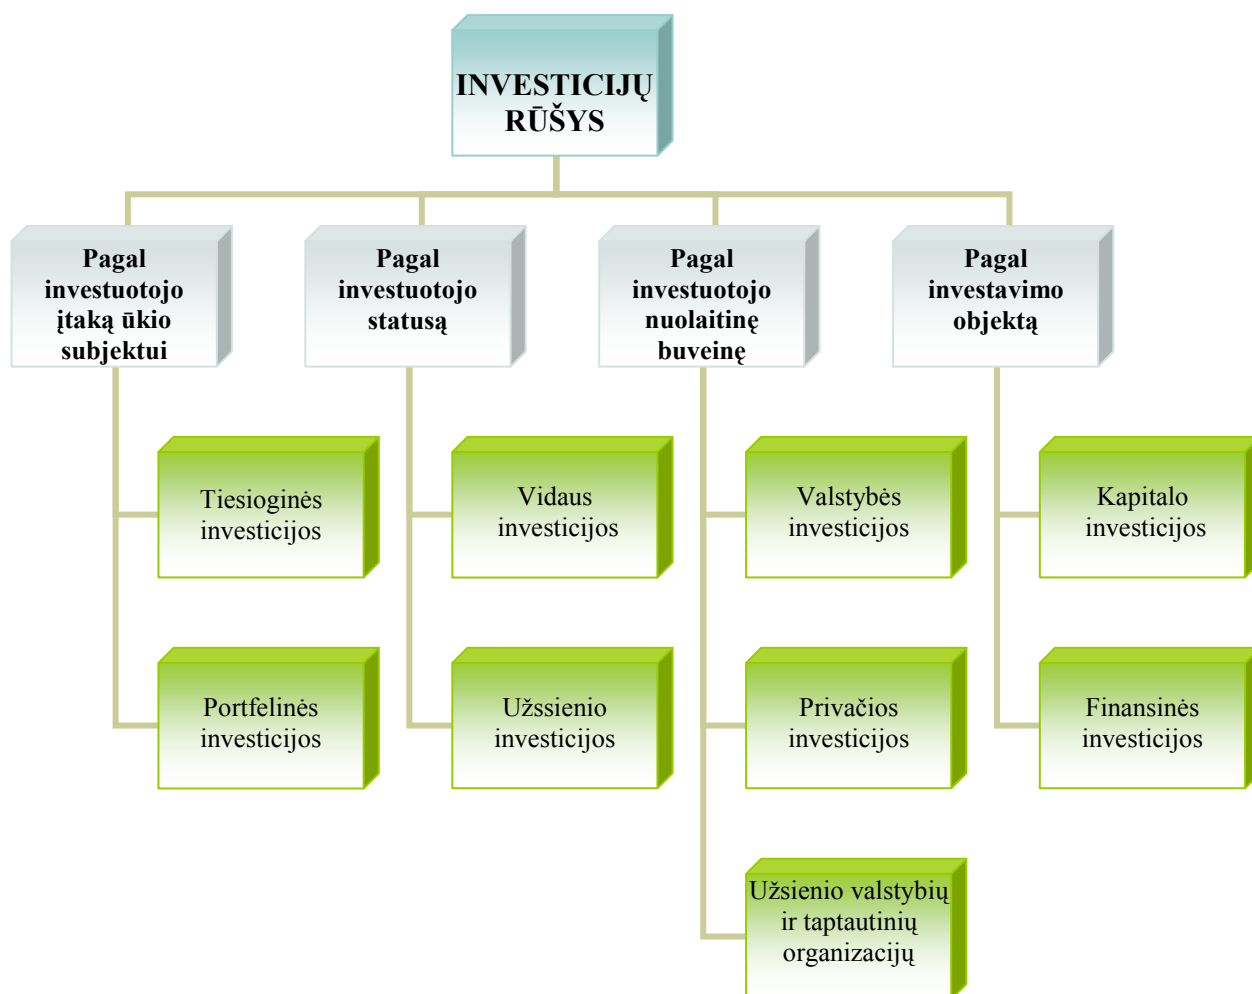 INVESTICIJŲ
RŪŠYS
Pagal
investuotojo
įtaką ūkio
subjektui
Pagal
investuotojo
statusą
Pagal
investuotojo
nuolaitinę
buveinę
Pagal
investavimo
objektą
Tiesioginės
investicijos
Vidaus
investicijos
Valstybės
investicijos
Kapitalo
investicijos
Portfelinės
investicijos
Užssienio
investicijos
Privačios
investicijos
Finansinės
investicijos
Užsienio valstybių
ir taptautinių
organizacijų